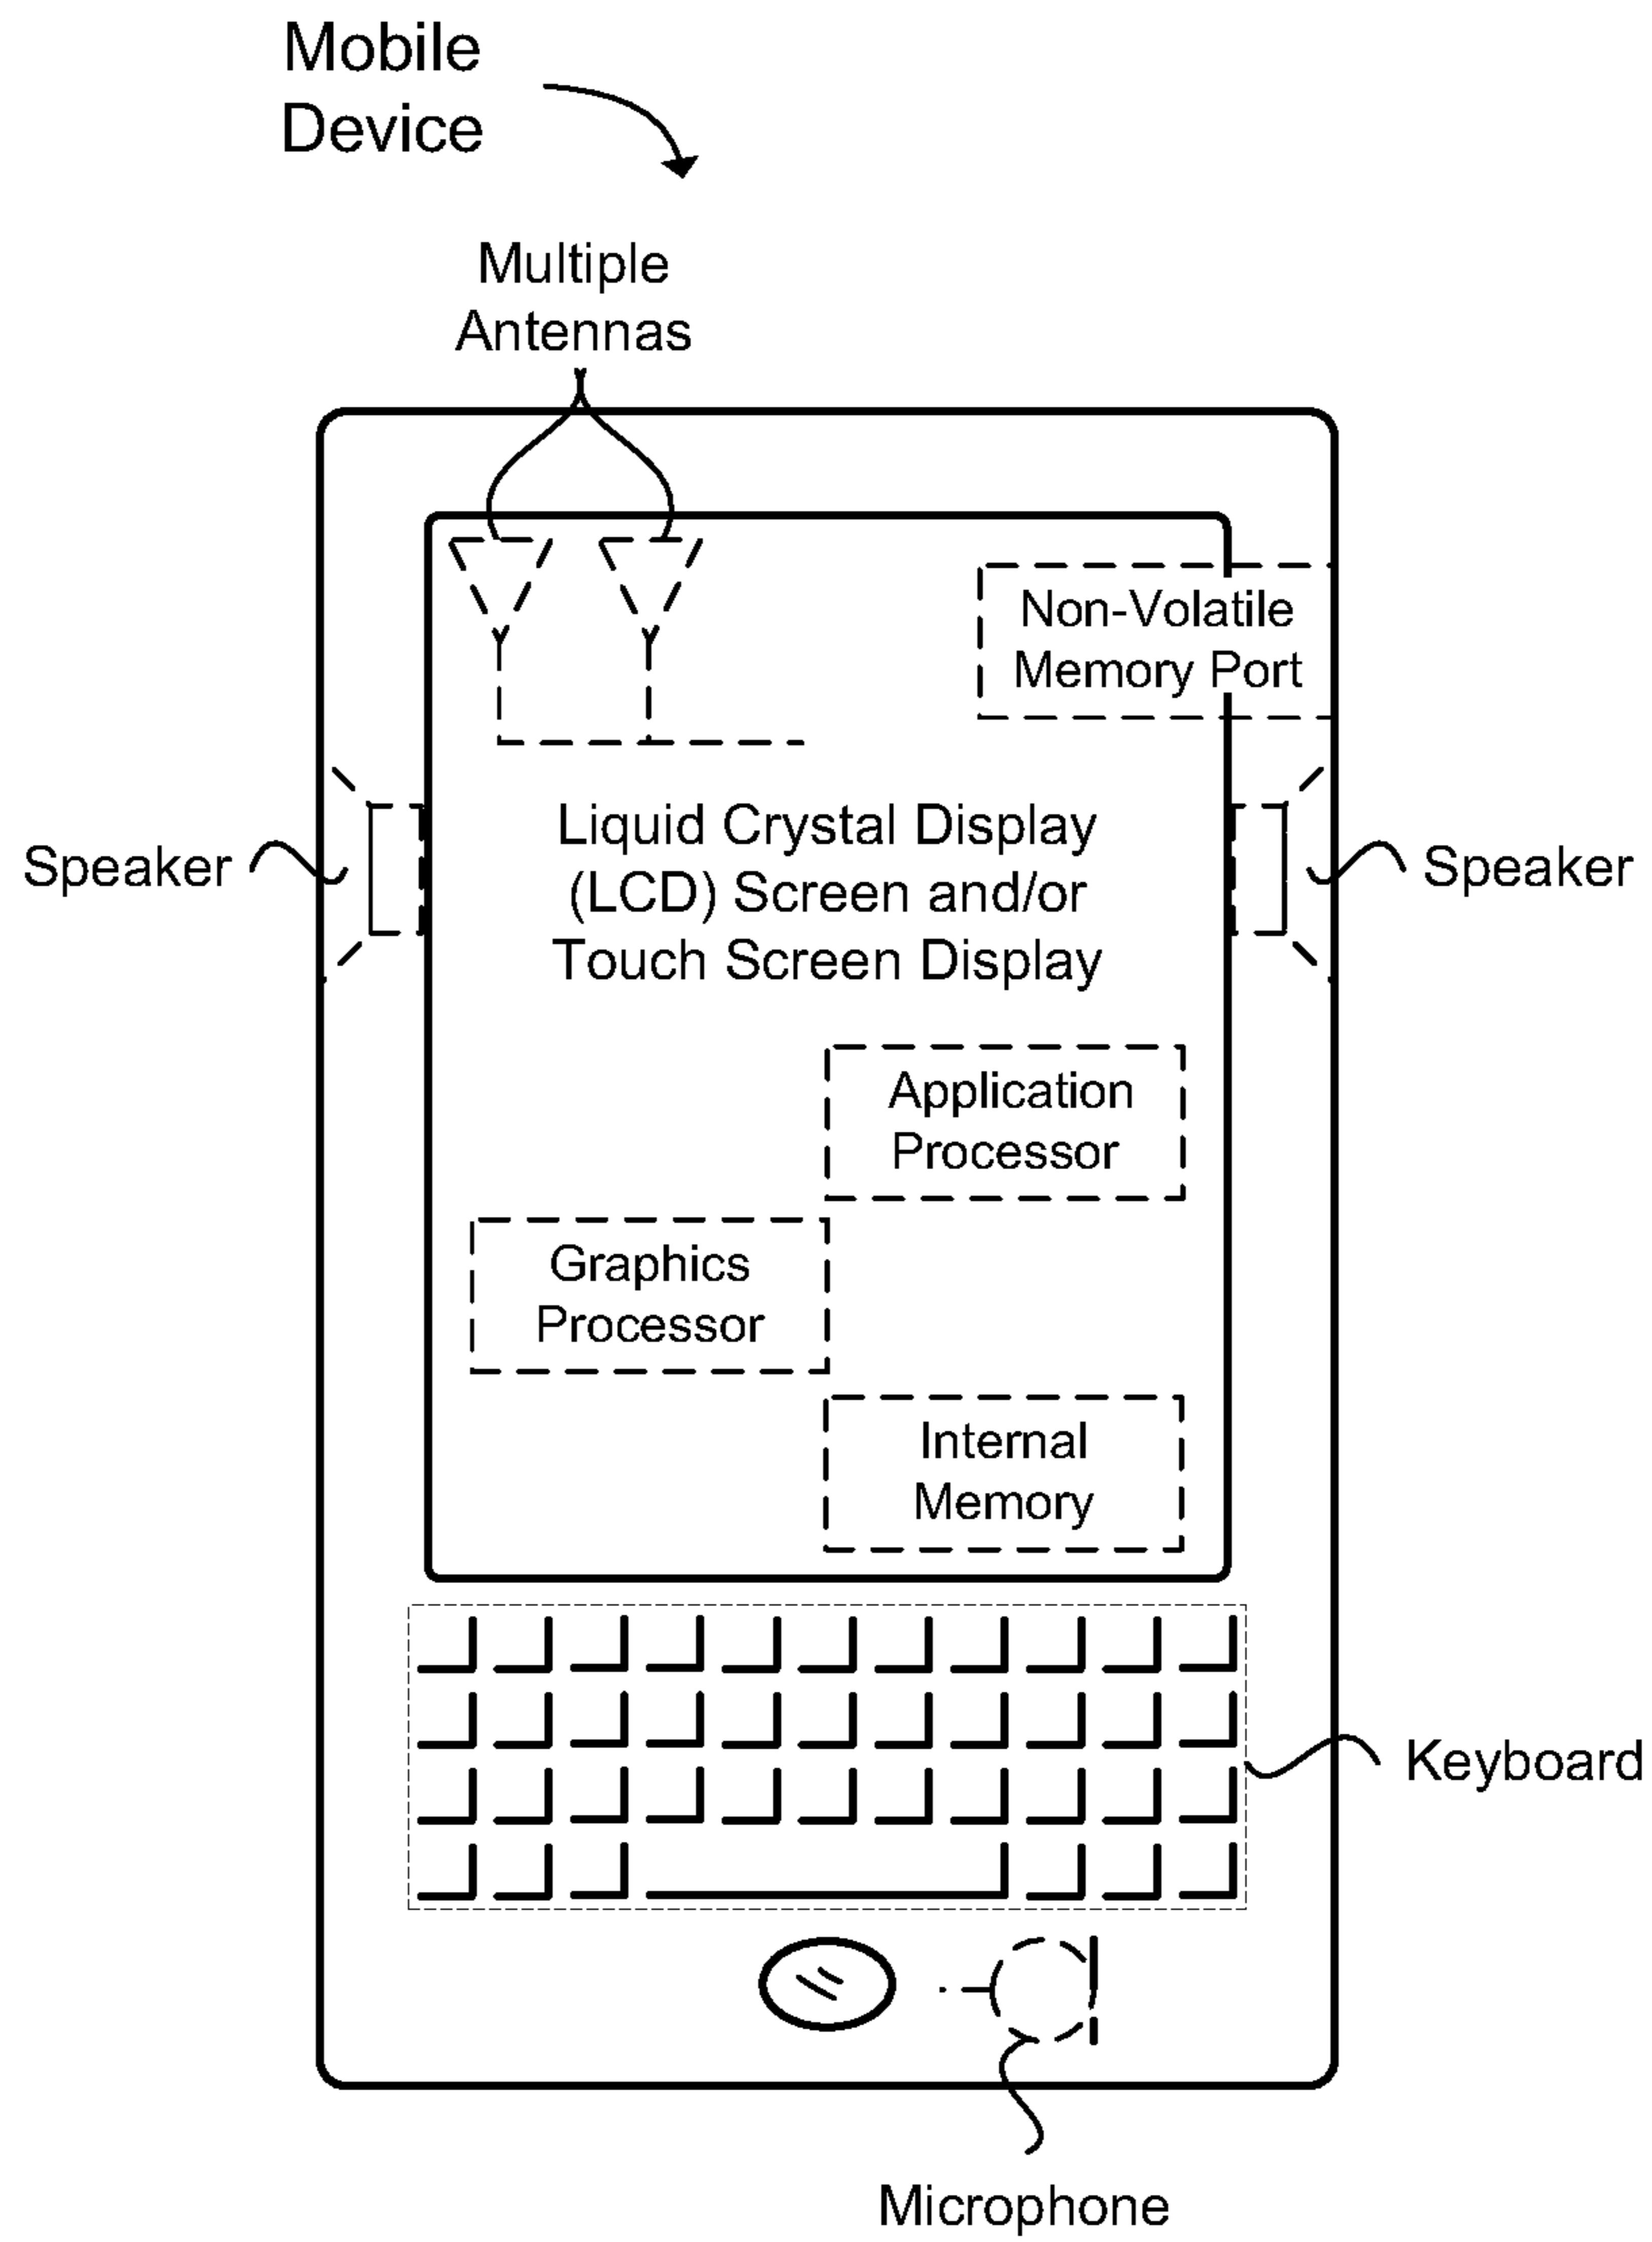 Mobile
Device
Multiple
Antennas
Non-Volatile
Memory Port
Speaker
Liquid Crystal Display
(LCD) Screen and/or
Touch Screen Display
Speaker
Application
Processor
Graphics
Processor
Internal
Memory
Keyboard
Microphone